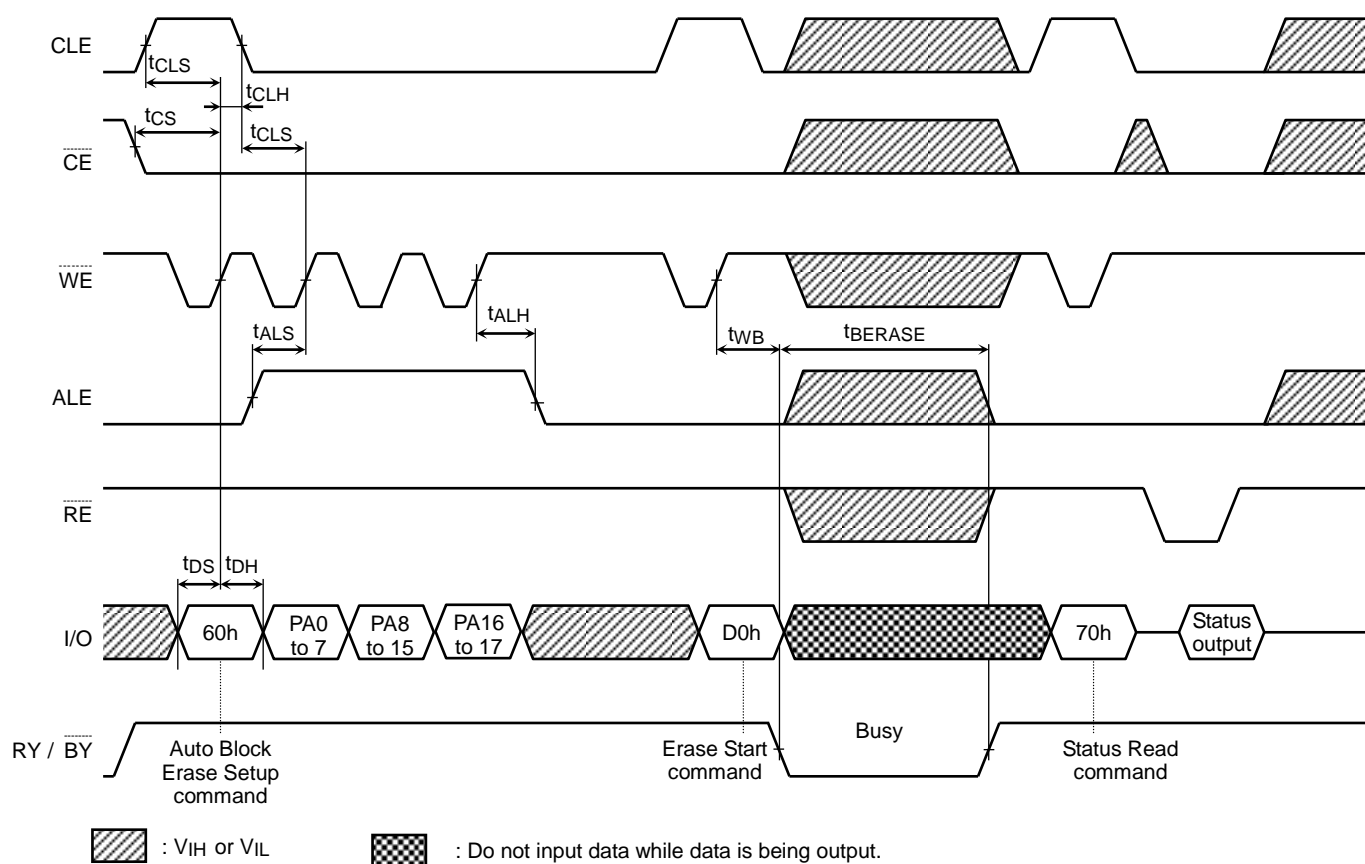 CLE
tCLS
tCLH
tCS
tCLS
CE
WE
tALS
tALH
tWB
tBERASE
ALE
RE
tDS
tDH
I/O
60h
PA0
to 7
PA8
to 15
PA16
to 17
D0h
70h
Status
output
RY / BY
Busy
Auto Block
Erase Setup
command
Erase Start
command
Status Read
command
: VIH or VIL
: Do not input data while data is being output.